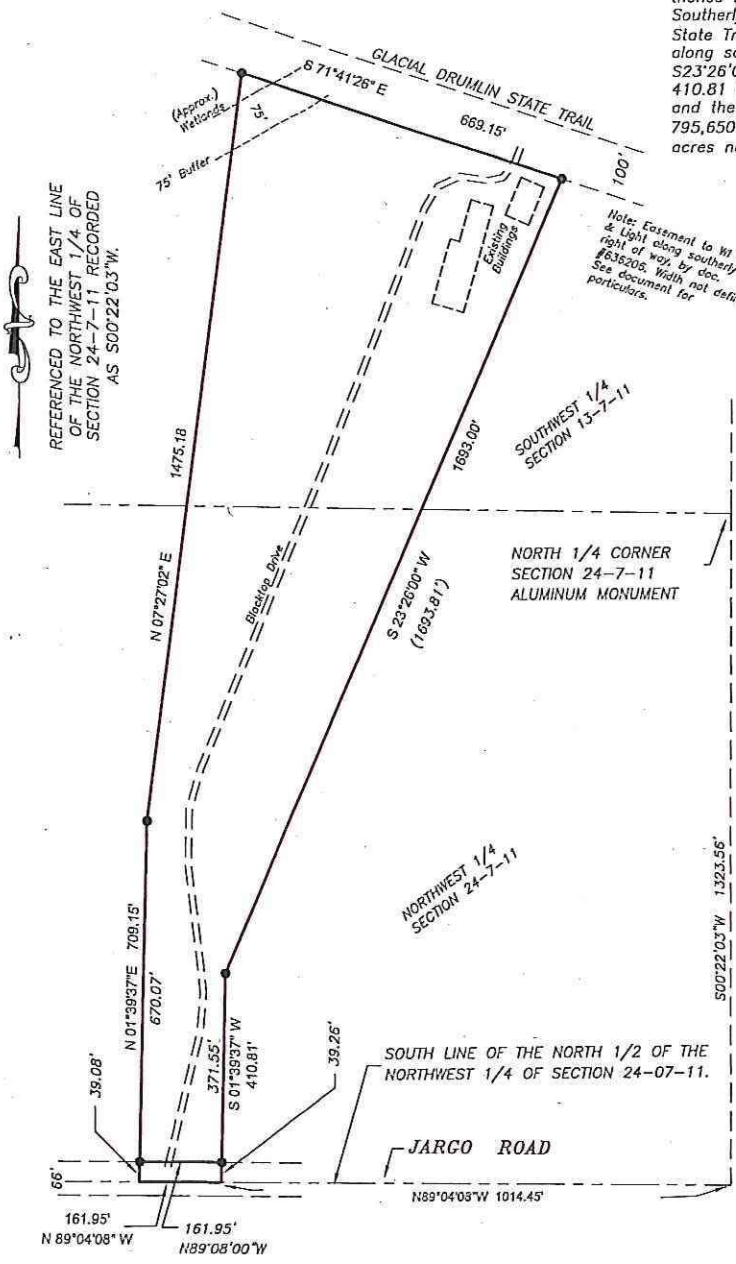 Southerly
State Tr
along so
S23°26'0
410.81
and the
795,650
acres n
GLACIAL DRUMLIN STATE TRAIL
S 71°41'26" E
669.15'
100'
(Approx.)
Wetlands
75'
75' Buffer
Existing
Buildings
Note: Easement to WI
& Light along southerly
right of way, by doc.
#636206. Width not defi
See document for
particulars.
REFERENCED TO THE EAST LINE
OF THE NORTHWEST 1/4 OF
SECTION 24-7-11 RECORDED
AS S00°22'03"W.
1475.18
N 07°27'02" E
Blacktop Drive
1693.00'
S 23°26'00" W
(1693.81')
SOUTHWEST 1/4
SECTION 13-7-11
NORTH 1/4 CORNER
SECTION 24-7-11
ALUMINUM MONUMENT
NORTHWEST 1/4
SECTION 24-7-11
S00°22'03"W 1323.56'
N 01°39'37"E 709.15'
670.07'
39.08'
371.55'
S 01°39'37" W
410.81'
39.26'
SOUTH LINE OF THE NORTH 1/2 OF THE
NORTHWEST 1/4 OF SECTION 24-07-11.
JARGO ROAD
66'
N89°04'08"W 1014.45'
161.95'
N 89°04'08" W
161.95'
N89°08'00"W